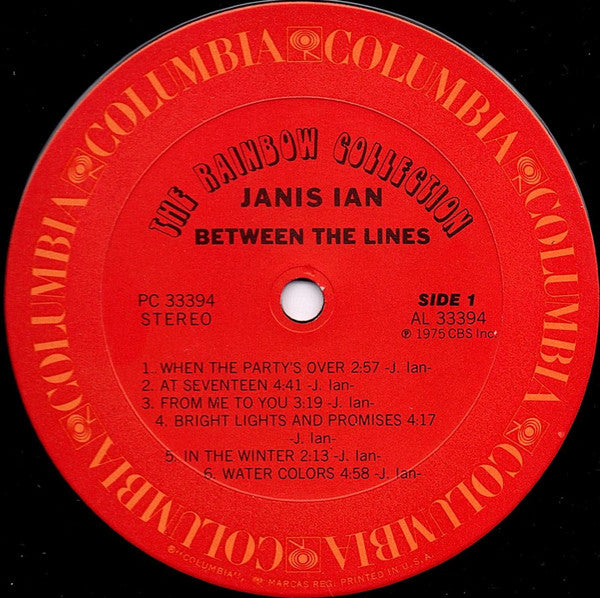 COLUMBIA COLUMBIA COLUMBIA COLUMBIA COLUMBIA COLUMBIA
THE RAINBOW COLLECTION
JANIS IAN
BETWEEN THE LINES
PC 33394
STEREO
SIDE 1
AL 33394
℗ 1975 CBS Inc.
1. WHEN THE PARTY'S OVER 2:57 -J. Ian-
2. AT SEVENTEEN 4:41 -J. Ian-
3. FROM ME TO YOU 3:19 -J. Ian-
4. BRIGHT LIGHTS AND PROMISES 4:17
-J. Ian-
5. IN THE WINTER 2:13 -J. Ian-
6. WATER COLORS 4:58 -J. Ian-
"COLUMBIA", MARCAS REG. PRINTED IN U.S.A.